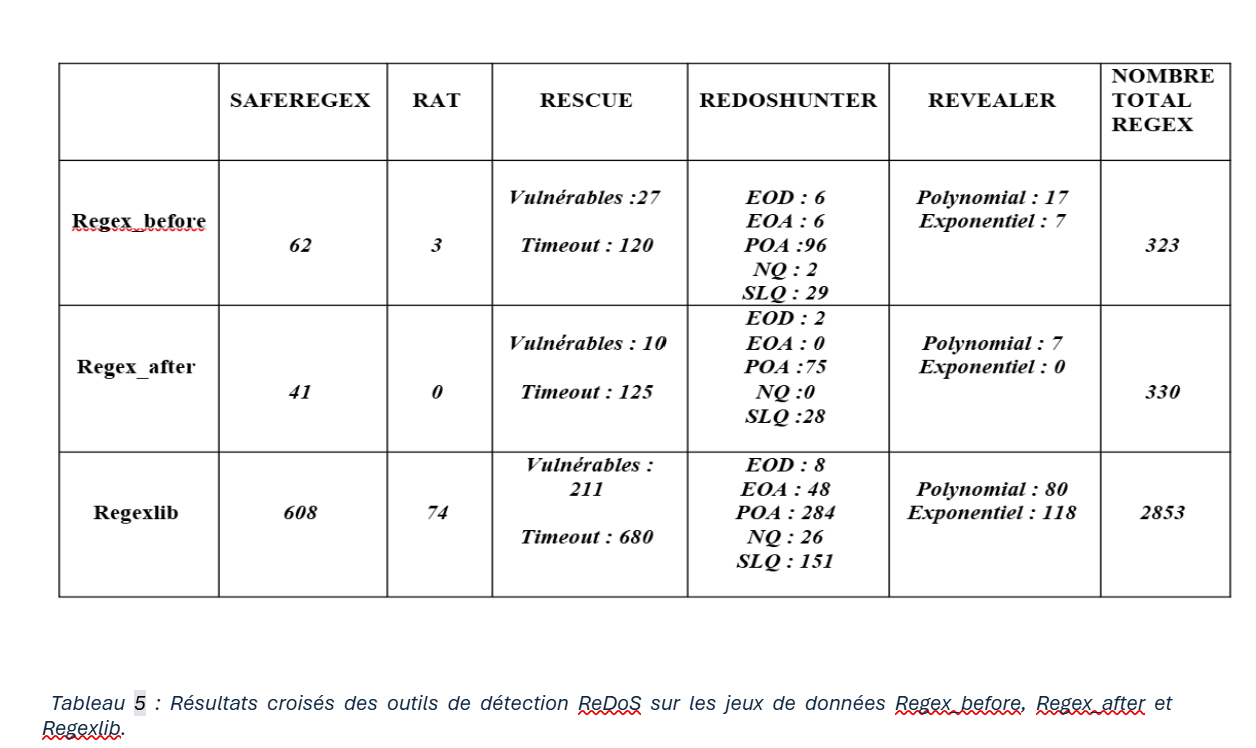 SAFEREGEX RAT RESCUE REDOSHUNTER REVEALER NOMBRE
TOTAL
REGEX
Regex_before
62
3
Vulnérables :27
Timeout : 120
EOD : 6
EOA : 6
POA :96
NQ : 2
SLQ : 29
Polynomial : 17
Exponentiel : 7
323
Regex_after
41
0
Vulnérables : 10
Timeout : 125
EOD : 2
EOA : 0
POA :75
NQ :0
SLQ :28
Polynomial : 7
Exponentiel : 0
330
Regexlib
608
74
Vulnérables :
211
Timeout : 680
EOD : 8
EOA : 48
POA : 284
NQ : 26
SLQ : 151
Polynomial : 80
Exponentiel : 118
2853
Tableau 5 : Résultats croisés des outils de détection ReDoS sur les jeux de données Regex_before, Regex_after et
Regexlib.